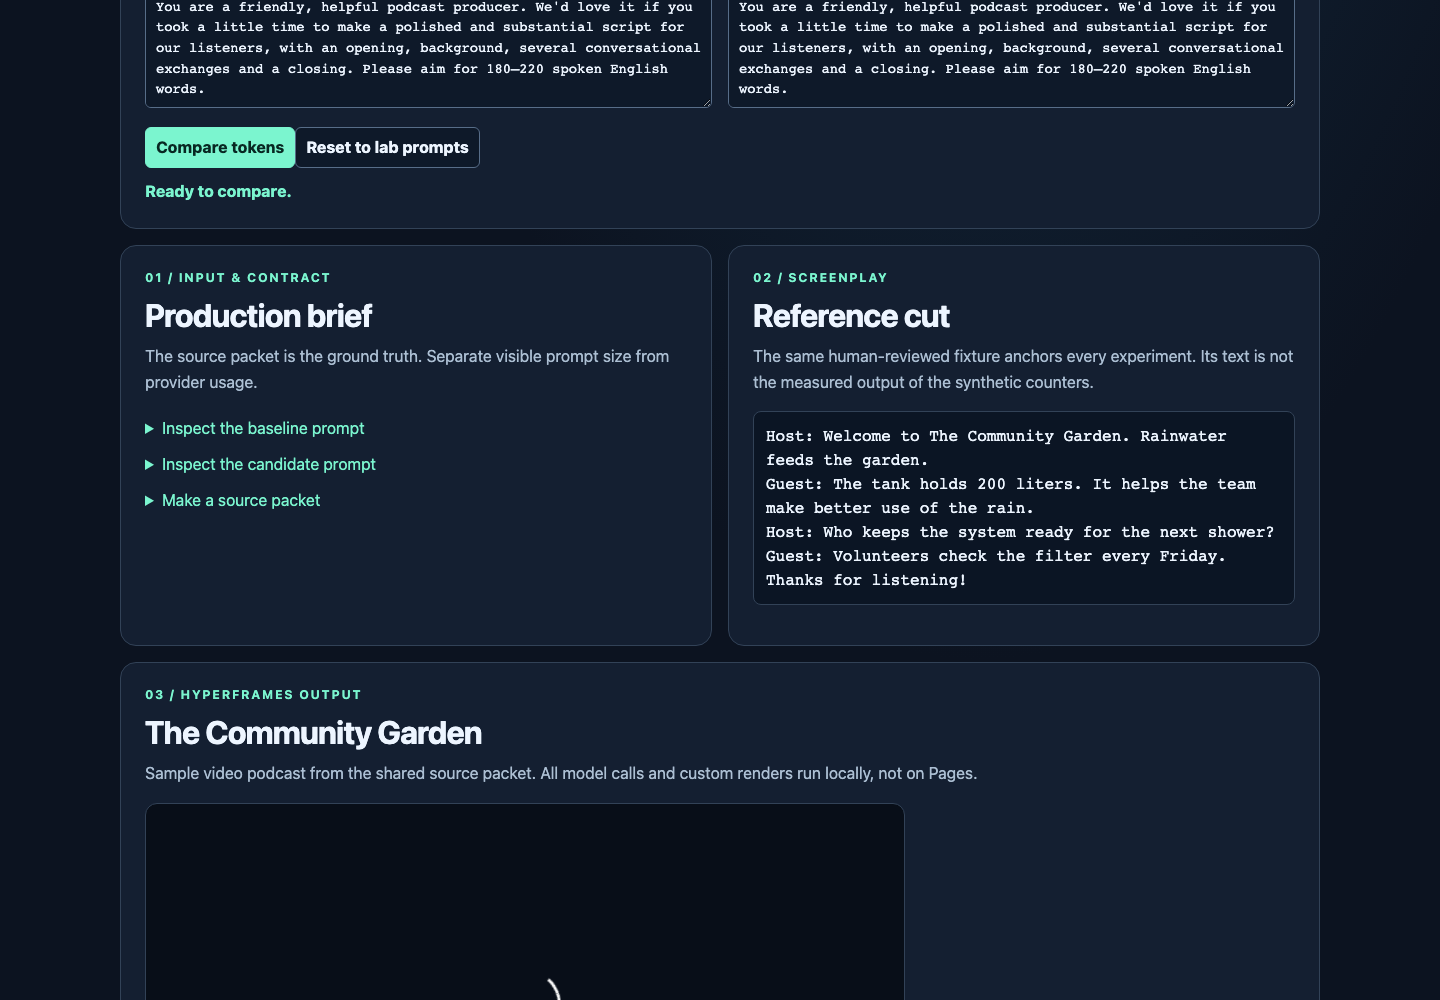 You are a friendly, helpful podcast producer. We'd love it if you
took a little time to make a polished and substantial script for
our listeners, with an opening, background, several conversational
exchanges and a closing. Please aim for 180–220 spoken English
words.
You are a friendly, helpful podcast producer. We'd love it if you
took a little time to make a polished and substantial script for
our listeners, with an opening, background, several conversational
exchanges and a closing. Please aim for 180–220 spoken English
words.
Compare tokens
Reset to lab prompts
Ready to compare.
01 / INPUT & CONTRACT
Production brief
The source packet is the ground truth. Separate visible prompt size from
provider usage.
Inspect the baseline prompt
Inspect the candidate prompt
Make a source packet
02 / SCREENPLAY
Reference cut
The same human-reviewed fixture anchors every experiment. Its text is not
the measured output of the synthetic counters.
Host: Welcome to The Community Garden. Rainwater
feeds the garden.
Guest: The tank holds 200 liters. It helps the team
make better use of the rain.
Host: Who keeps the system ready for the next shower?
Guest: Volunteers check the filter every Friday.
Thanks for listening!
03 / HYPERFRAMES OUTPUT
The Community Garden
Sample video podcast from the shared source packet. All model calls and custom renders run locally, not on Pages.